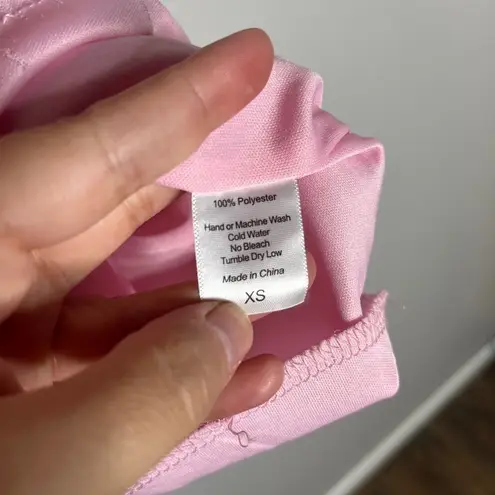 100% Polyester
Hand or Machine Wash
Cold Water
No Bleach
Tumble Dry Low
Made in China
XS